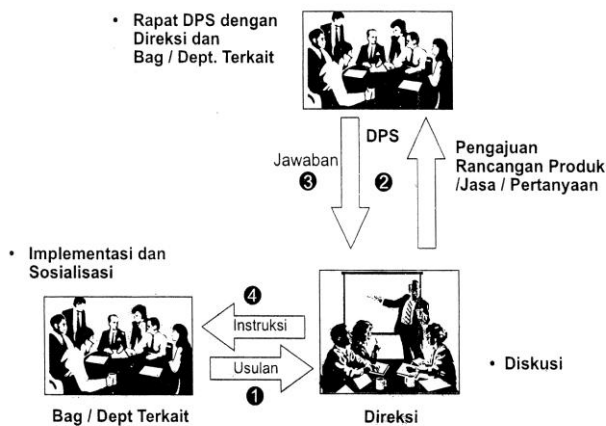 • Rapat DPS dengan
Direksi dan
Bag / Dept. Terkait
DPS
Jawaban
❸
❷
Pengajuan
Rancangan Produk
/Jasa / Pertanyaan
• Implementasi dan
Sosialisasi
❹
Instruksi
Usulan
❶
• Diskusi
Bag / Dept Terkait
Direksi